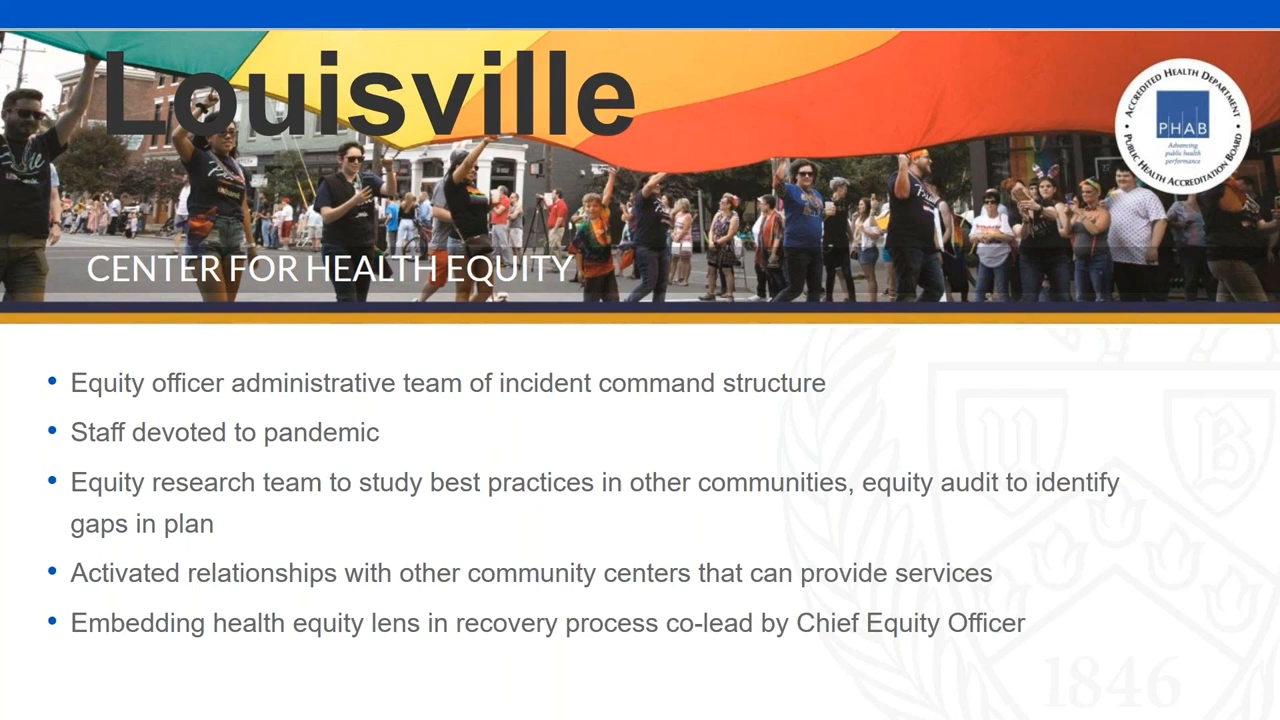 Louisville
ACCREDITED HEALTH DEPARTMENT
PHAB
Advancing
public health
performance
PUBLIC HEALTH ACCREDITATION BOARD
CENTER FOR HEALTH EQUITY
• Equity officer administrative team of incident command structure
• Staff devoted to pandemic
• Equity research team to study best practices in other communities, equity audit to identify
gaps in plan
• Activated relationships with other community centers that can provide services
• Embedding health equity lens in recovery process co-lead by Chief Equity Officer
U B
1846